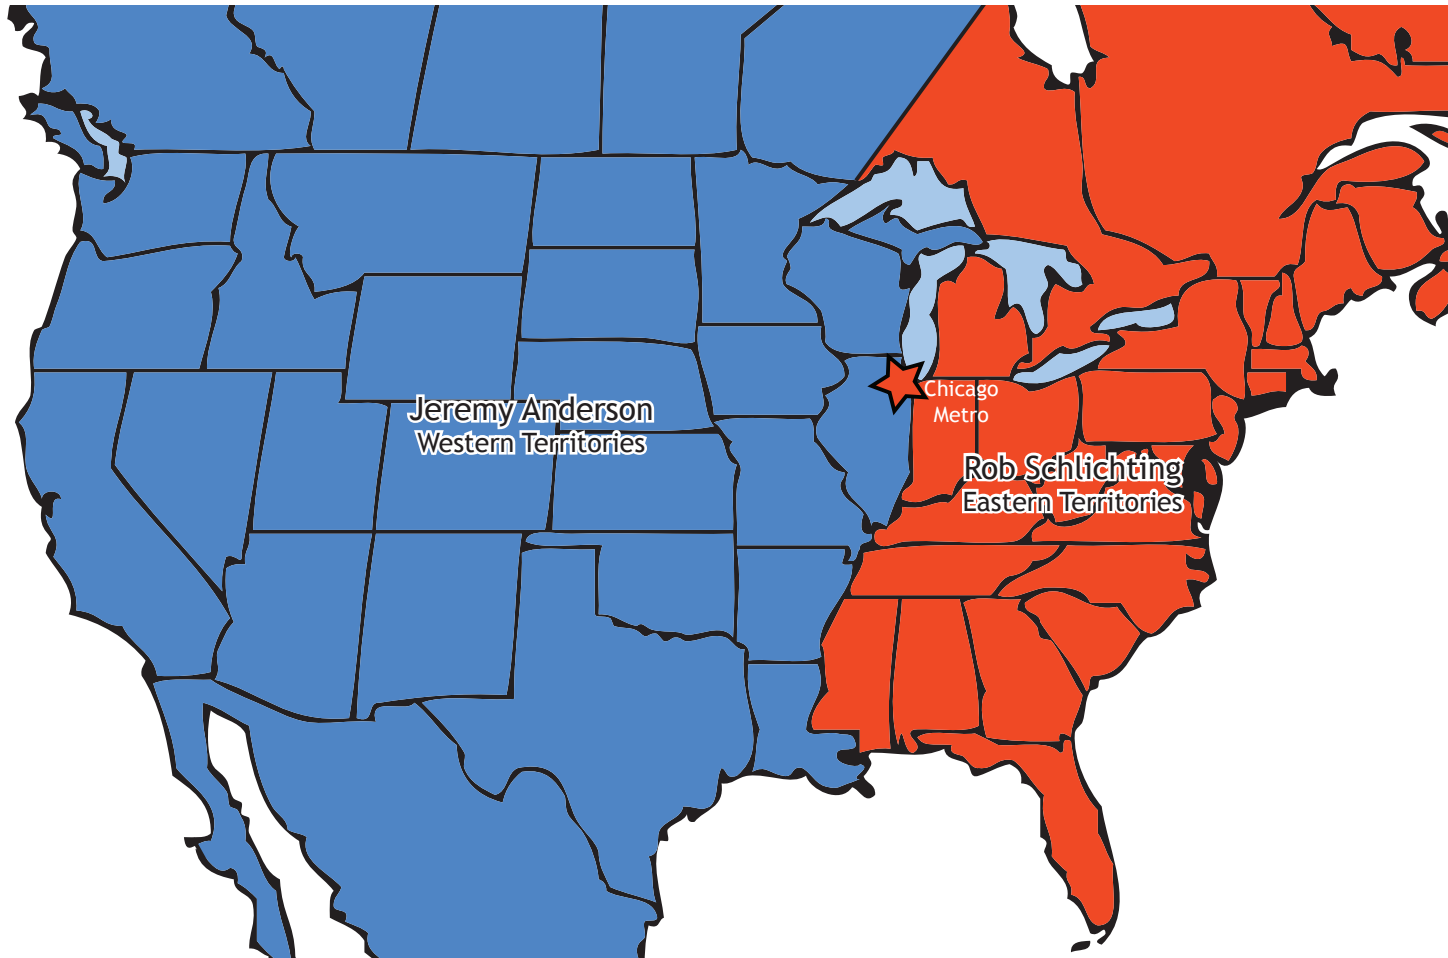 Jeremy Anderson
Western Territories
Chicago
Metro
Rob Schlichting
Eastern Territories